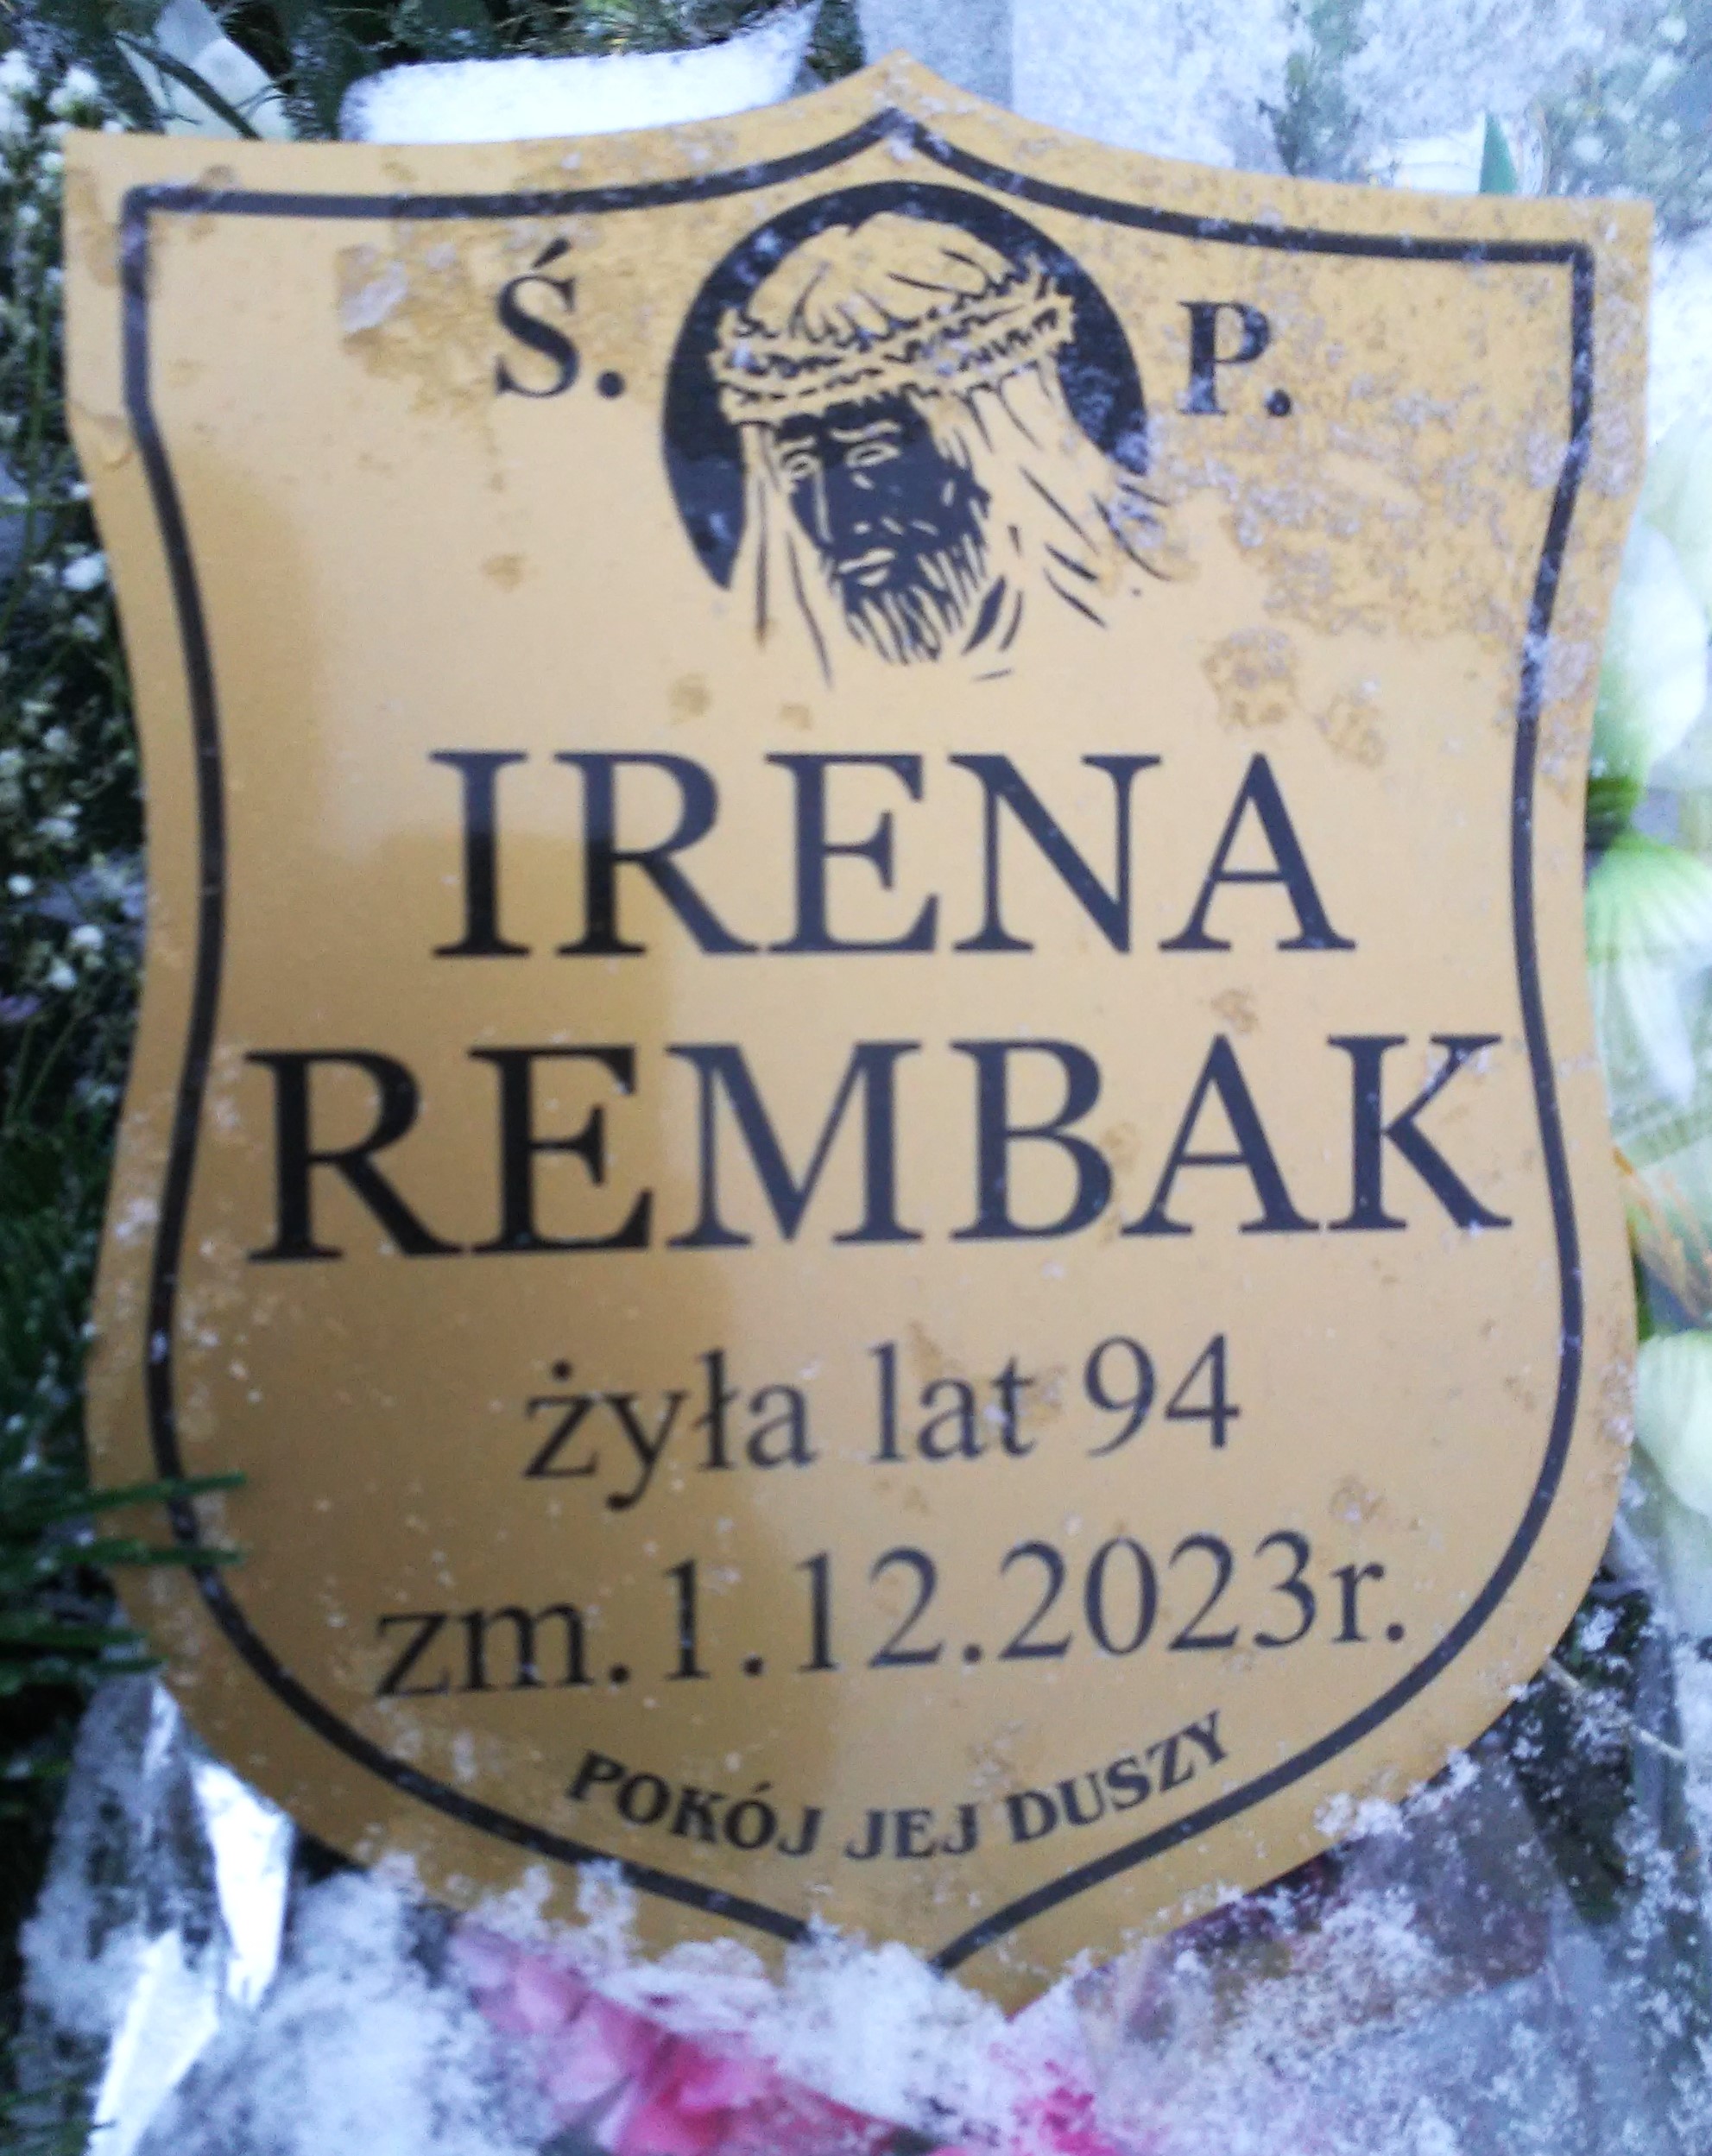 Ś. P.
IRENA
REMBAK
żyła lat 94
zm. 1.12.2023r.
POKÓJ JEJ DUSZY